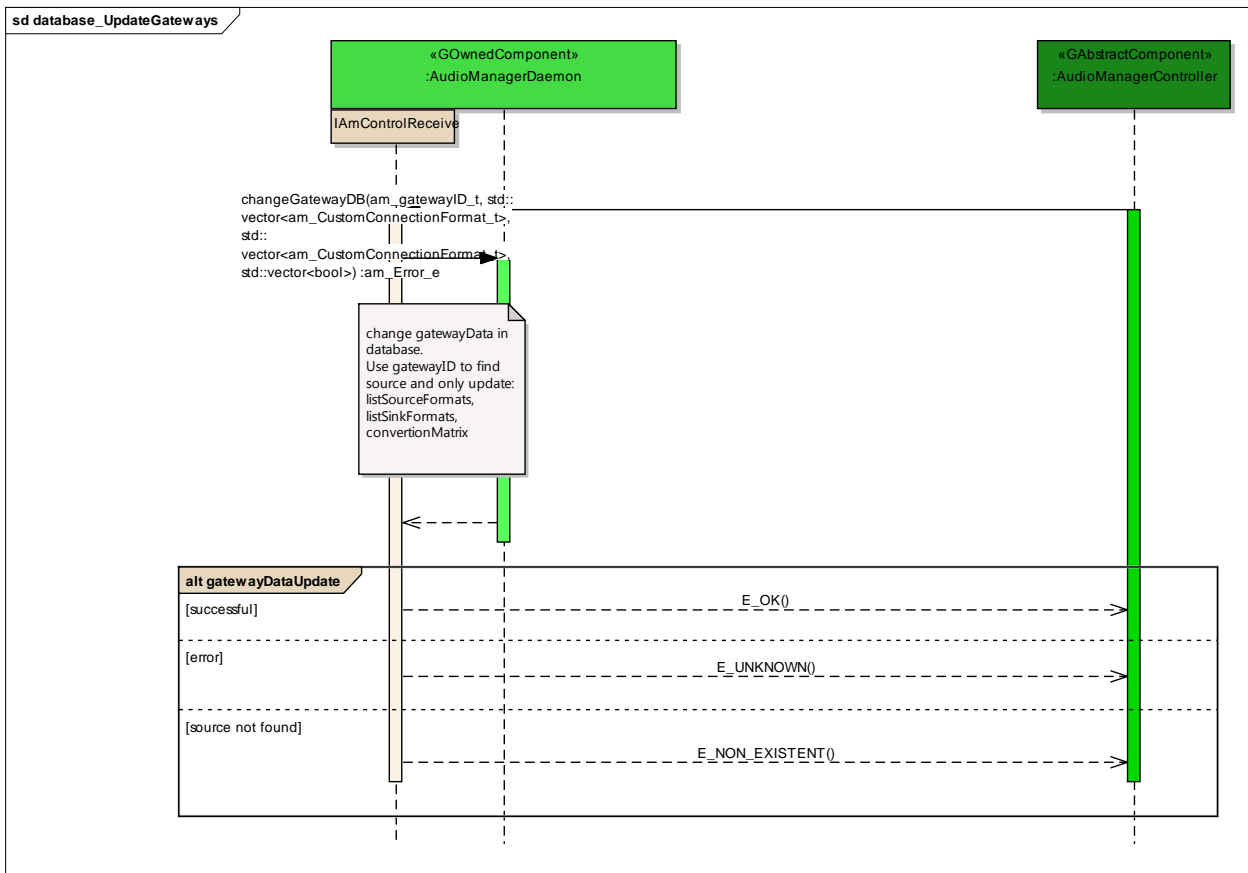 sd database_UpdateGateways
«GOwnedComponent»
:AudioManagerDaemon
«GAbstractComponent»
:AudioManagerController
IAmControlReceive
changeGatewayDB(am_gatewayID_t, std::
vector<am_CustomConnectionFormat_t>,
std::
vector<am_CustomConnectionFormat_t>,
std::vector<bool>) :am_Error_e
change gatewayData in
database.
Use gatewayID to find
source and only update:
listSourceFormats,
listSinkFormats,
convertionMatrix
alt gatewayDataUpdate
[successful]
E_OK()
[error]
E_UNKNOWN()
[source not found]
E_NON_EXISTENT()